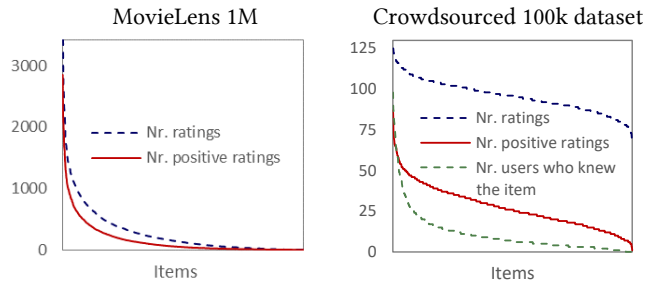 MovieLens 1M
3000
2000
1000
0
Nr. ratings
Nr. positive ratings
Items
Crowdsourced 100k dataset
125
100
75
50
25
0
Nr. ratings
Nr. positive ratings
Nr. users who knew
the item
Items